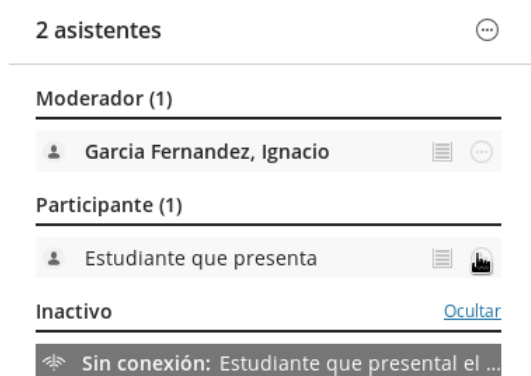 2 asistentes
Moderador (1)
Garcia Fernandez, Ignacio
Participante (1)
Estudiante que presenta
Inactivo Ocultar
Sin conexión: Estudiante que presental el ...